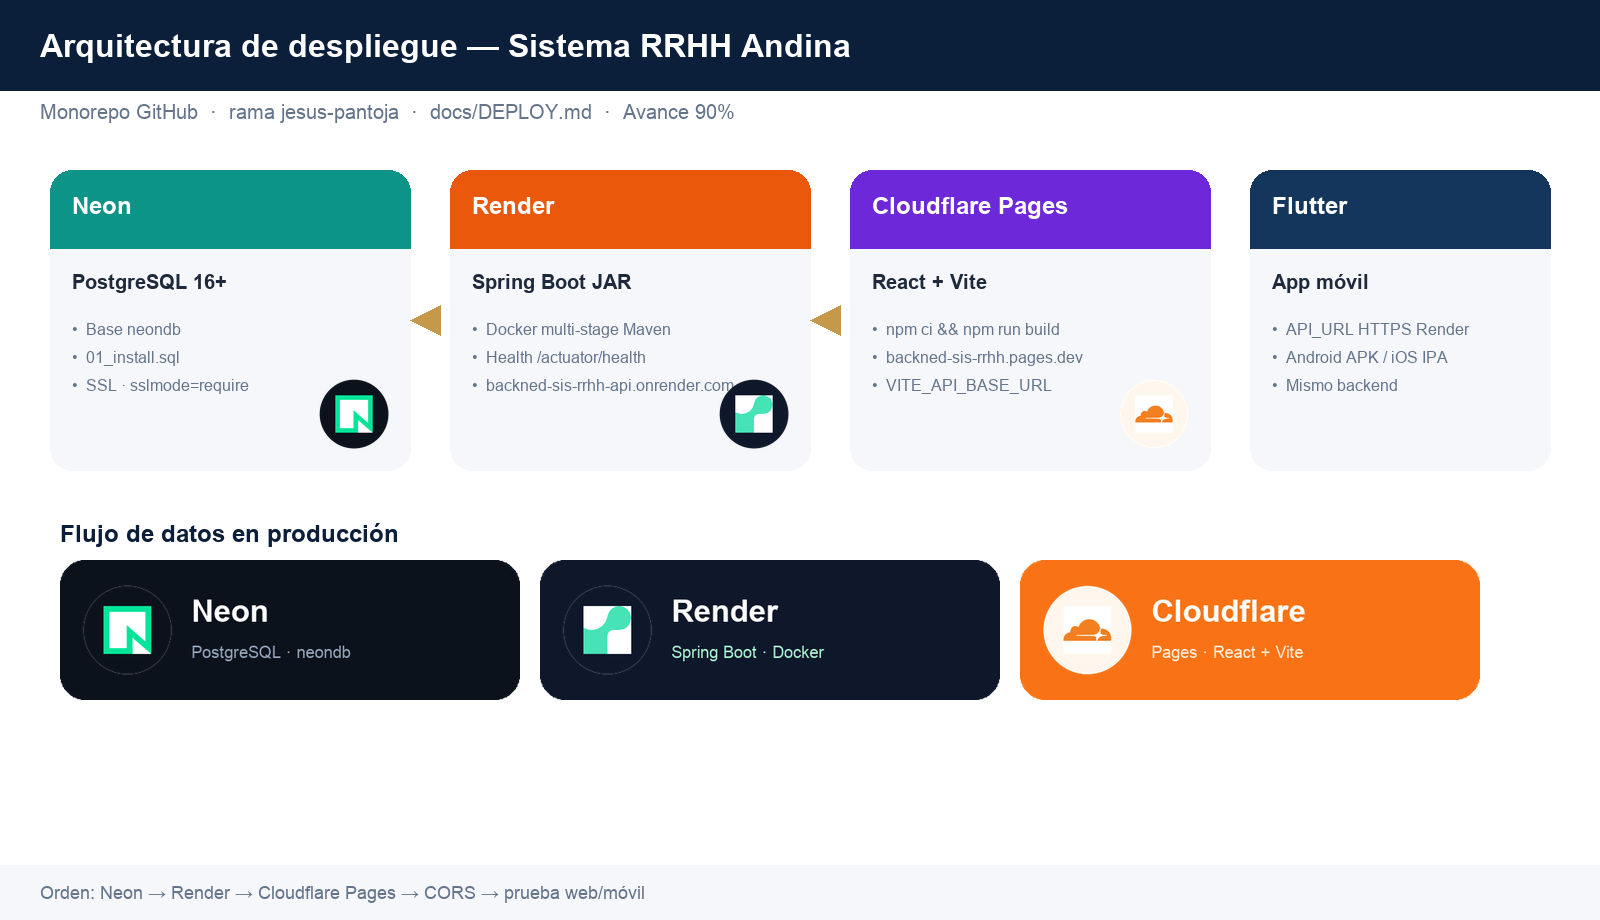 Arquitectura de despliegue — Sistema RRHH Andina
Monorepo GitHub · rama jesus-pantoja · docs/DEPLOY.md · Avance 90%
Neon
PostgreSQL 16+
• Base neondb
• 01_install.sql
• SSL · sslmode=require
Render
Spring Boot JAR
• Docker multi-stage Maven
• Health /actuator/health
• backned-sis-rrhh-api.onrender.com
Cloudflare Pages
React + Vite
• npm ci && npm run build
• backned-sis-rrhh.pages.dev
• VITE_API_BASE_URL
Flutter
App móvil
• API_URL HTTPS Render
• Android APK / iOS IPA
• Mismo backend
Flujo de datos en producción
Neon
PostgreSQL · neondb
Render
Spring Boot · Docker
Cloudflare
Pages · React + Vite
Orden: Neon → Render → Cloudflare Pages → CORS → prueba web/móvil